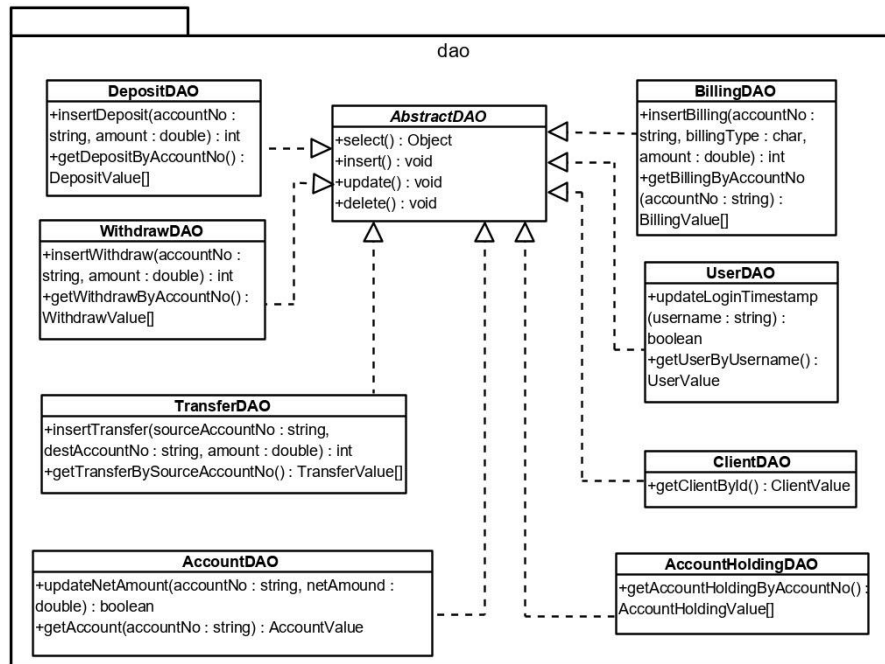 dao
DepositDAO
+insertDeposit(accountNo :
string, amount : double) : int
+getDepositByAccountNo() :
DepositValue[]
WithdrawDAO
+insertWithdraw(accountNo :
string, amount : double) : int
+getWithdrawByAccountNo() :
WithdrawValue[]
TransferDAO
+insertTransfer(sourceAccountNo : string,
destAccountNo : string, amount : double) : int
+getTransferBySourceAccountNo() : TransferValue[]
AccountDAO
+updateNetAmount(accountNo : string, netAmound :
double) : boolean
+getAccount(accountNo : string) : AccountValue
AbstractDAO
+select() : Object
+insert() : void
+update() : void
+delete() : void
BillingDAO
+insertBilling(accountNo :
string, billingType : char,
amount : double) : int
+getBillingByAccountNo
(accountNo : string) :
BillingValue[]
UserDAO
+updateLoginTimestamp
(username : string) :
boolean
+getUserByUsername() :
UserValue
ClientDAO
+getClientById() : ClientValue
AccountHoldingDAO
+getAccountHoldingByAccountNo() :
AccountHoldingValue[]